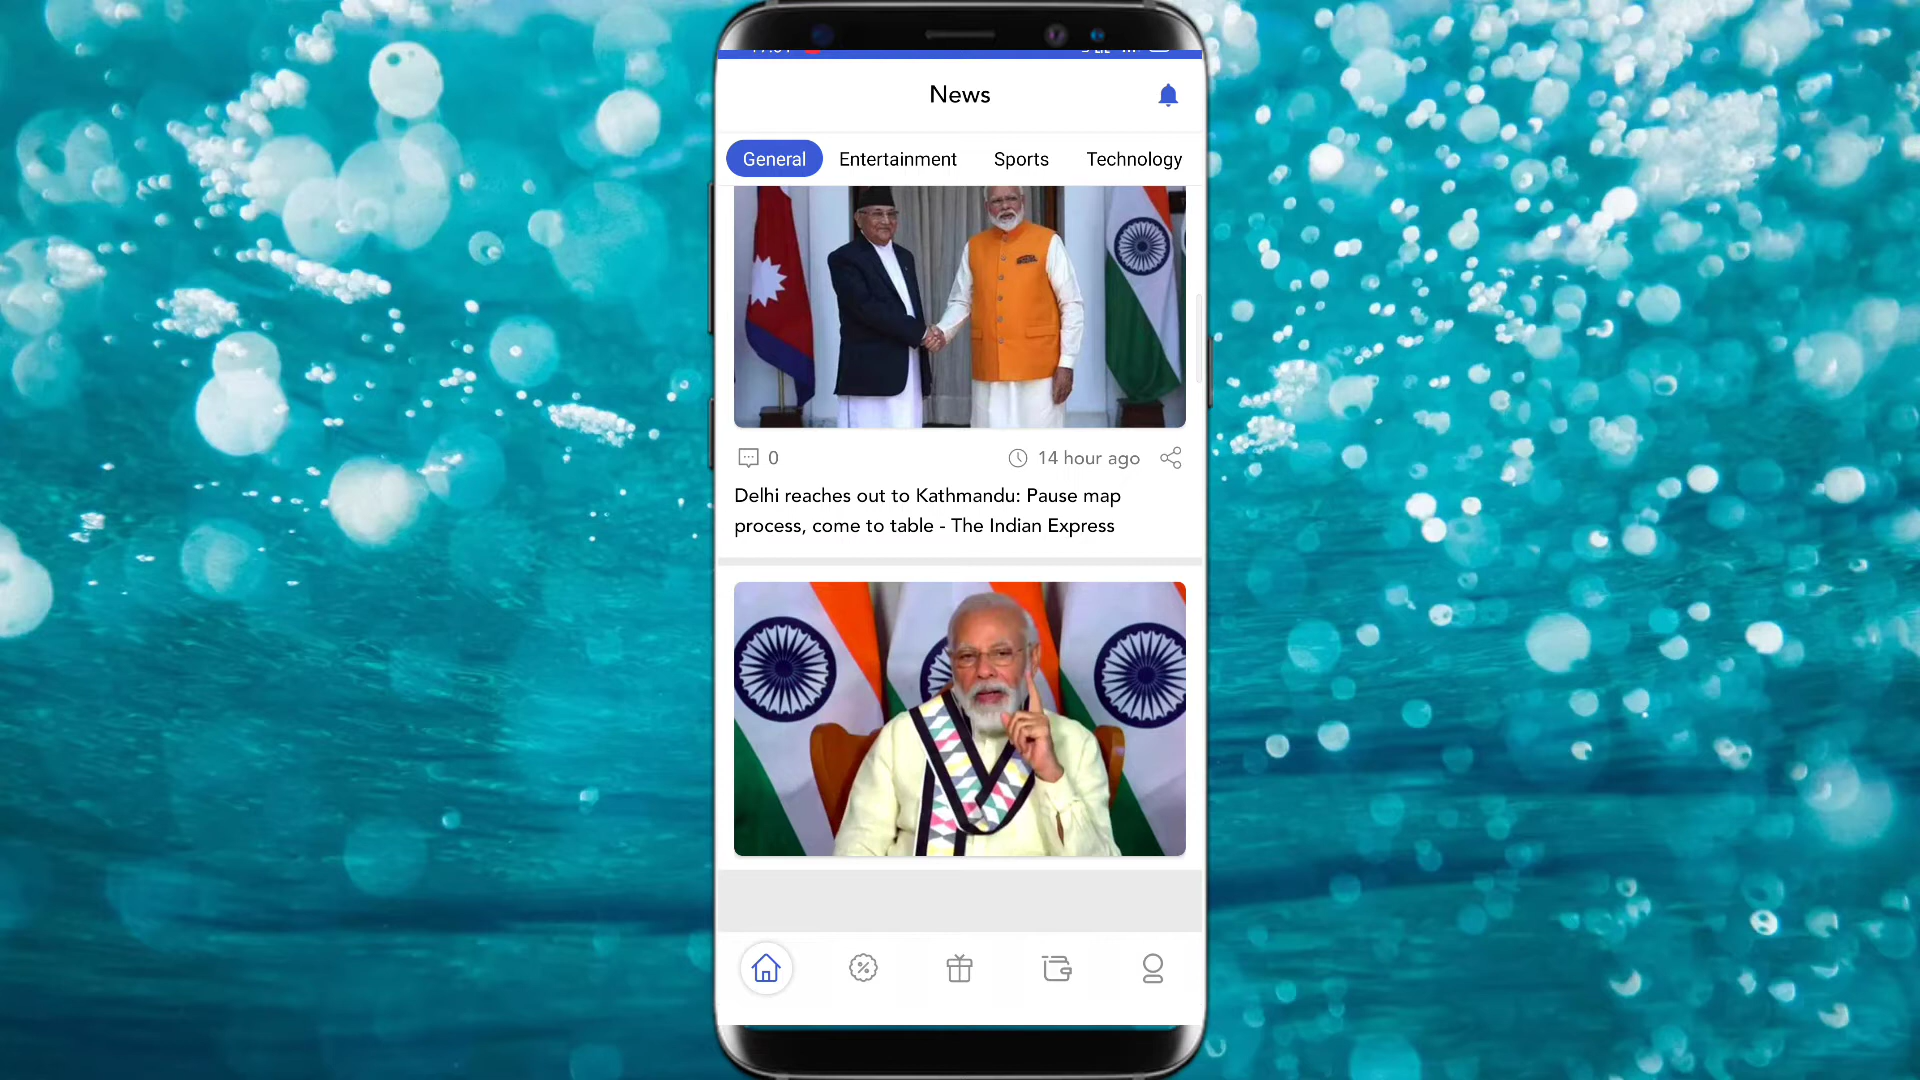 News
General Entertainment Sports Technology
0 14 hour ago
Delhi reaches out to Kathmandu: Pause map
process, come to table - The Indian Express